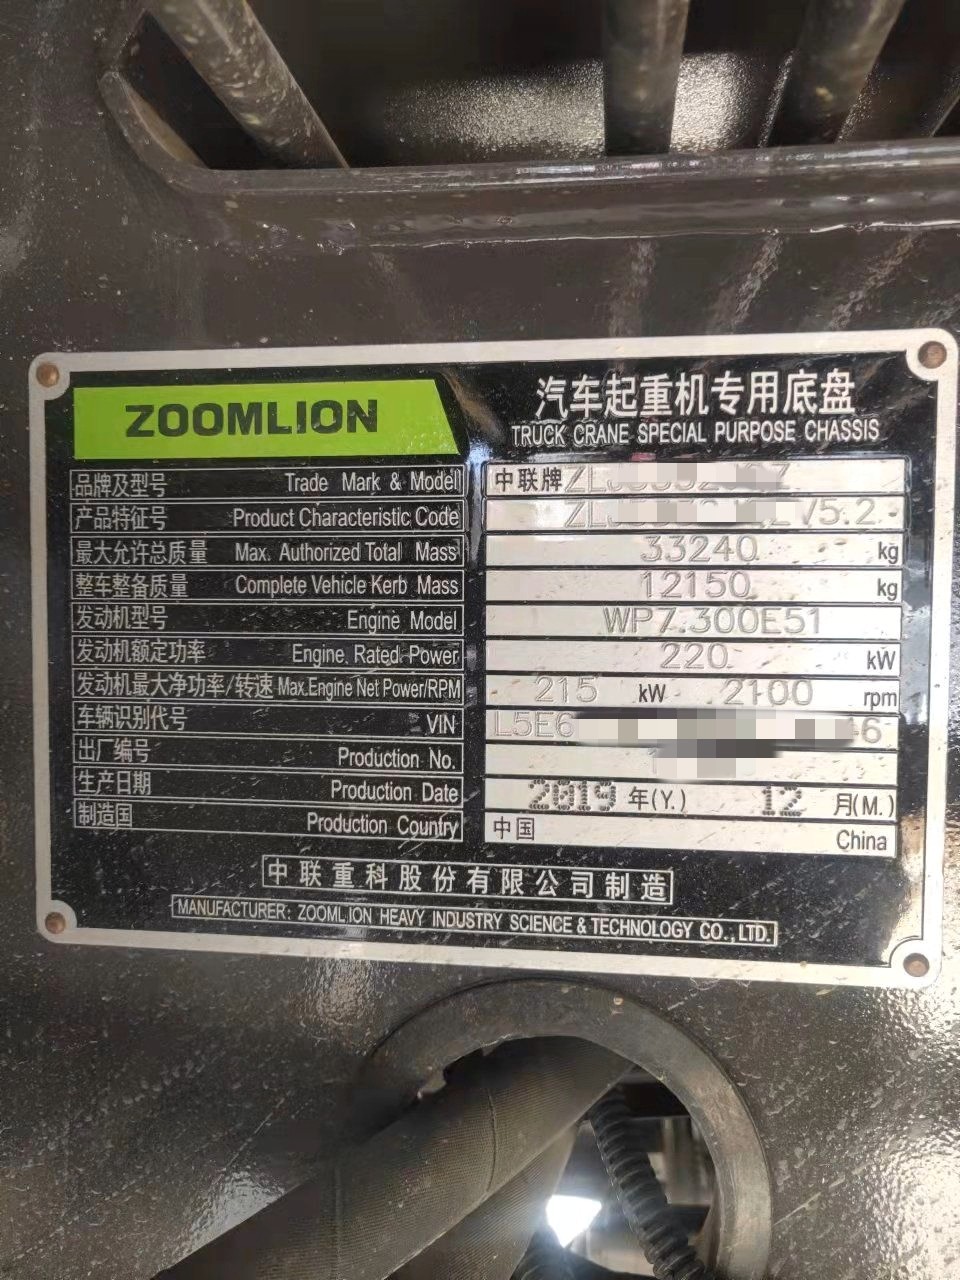 ZOOMLION
汽车起重机专用底盘
TRUCK CRANE SPECIAL PURPOSE CHASSIS
品牌及型号 Trade Mark & Model 中联牌
产品特征号 Product Characteristic Code V5.2
最大允许总质量 Max. Authorized Total Mass 33240 kg
整车整备质量 Complete Vehicle Kerb Mass 12150 kg
发动机型号 Engine Model WP7.300E51
发动机额定功率 Engine Rated Power 220 kW
发动机最大净功率/转速 Max.Engine Net Power/RPM 215 kW 2100 rpm
车辆识别代号 VIN L5E6
出厂编号 Production No.
生产日期 Production Date 2019 年(Y.) 12 月(M.)
制造国 Production Country 中国 China
中联重科股份有限公司制造
MANUFACTURER: ZOOMLION HEAVY INDUSTRY SCIENCE & TECHNOLOGY CO., LTD.